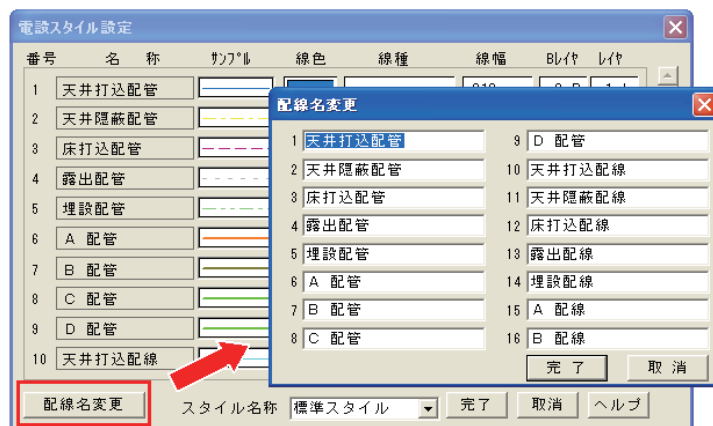 電設スタイル設定
番号 名 称 ｻﾝﾌﾟﾙ 線色 線種 線幅 Bﾚｲﾔ ﾚｲﾔ
1 天井打込配管
2 天井隠蔽配管
3 床打込配管
4 露出配管
5 埋設配管
6 A 配管
7 B 配管
8 C 配管
9 D 配管
10 天井打込配線
配線名変更
スタイル名称 標準スタイル 完了 取消 ヘルプ
配線名変更
1 天井打込配管
2 天井隠蔽配管
3 床打込配管
4 露出配管
5 埋設配管
6 A 配管
7 B 配管
8 C 配管
9 D 配管
10 天井打込配線
11 天井隠蔽配線
12 床打込配線
13 露出配線
14 埋設配線
15 A 配線
16 B 配線
完了 取消